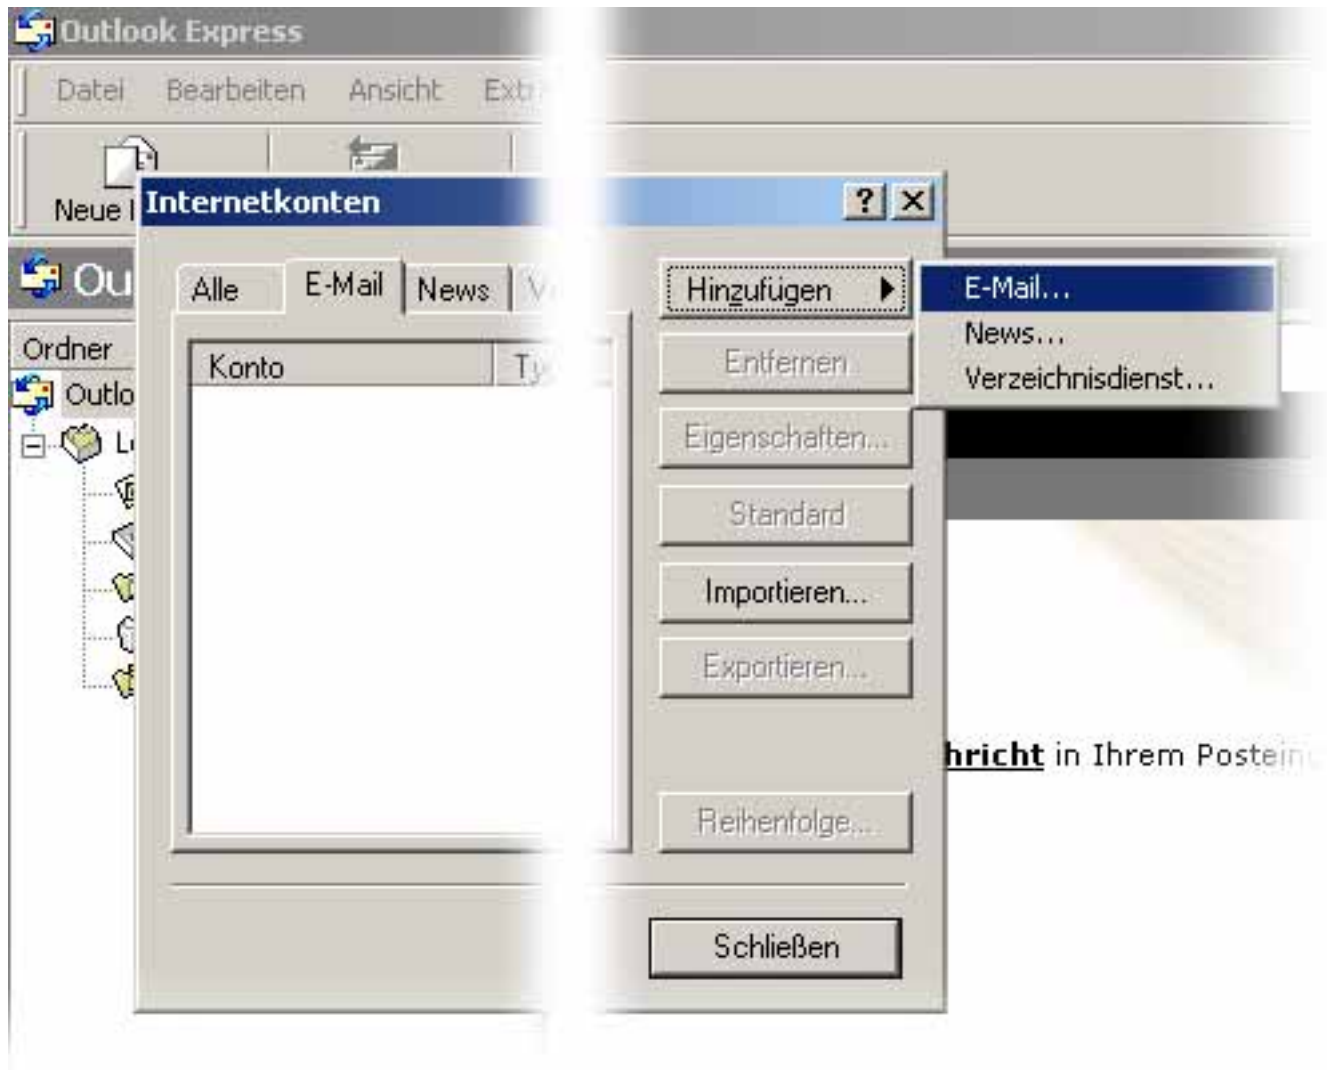 Outlook Express
Datei Bearbeiten Ansicht
Neue
Internetkonten
Alle E-Mail News
Hinzufügen
E-Mail...
News...
Verzeichnisdienst...
Ordner
Konto
Entfernen
Eigenschaften...
Standard
Importieren...
Exportieren...
hricht in Ihrem
Reihenfolge...
Schließen